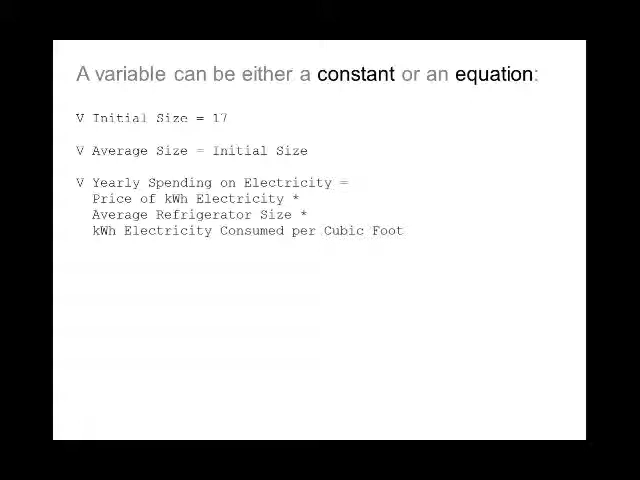 A variable can be either a constant or an equation:
V Initial Size = 17
V Average Size = Initial Size
V Yearly Spending on Electricity =
Price of kWh Electricity *
Average Refrigerator Size *
kWh Electricity Consumed per Cubic Foot